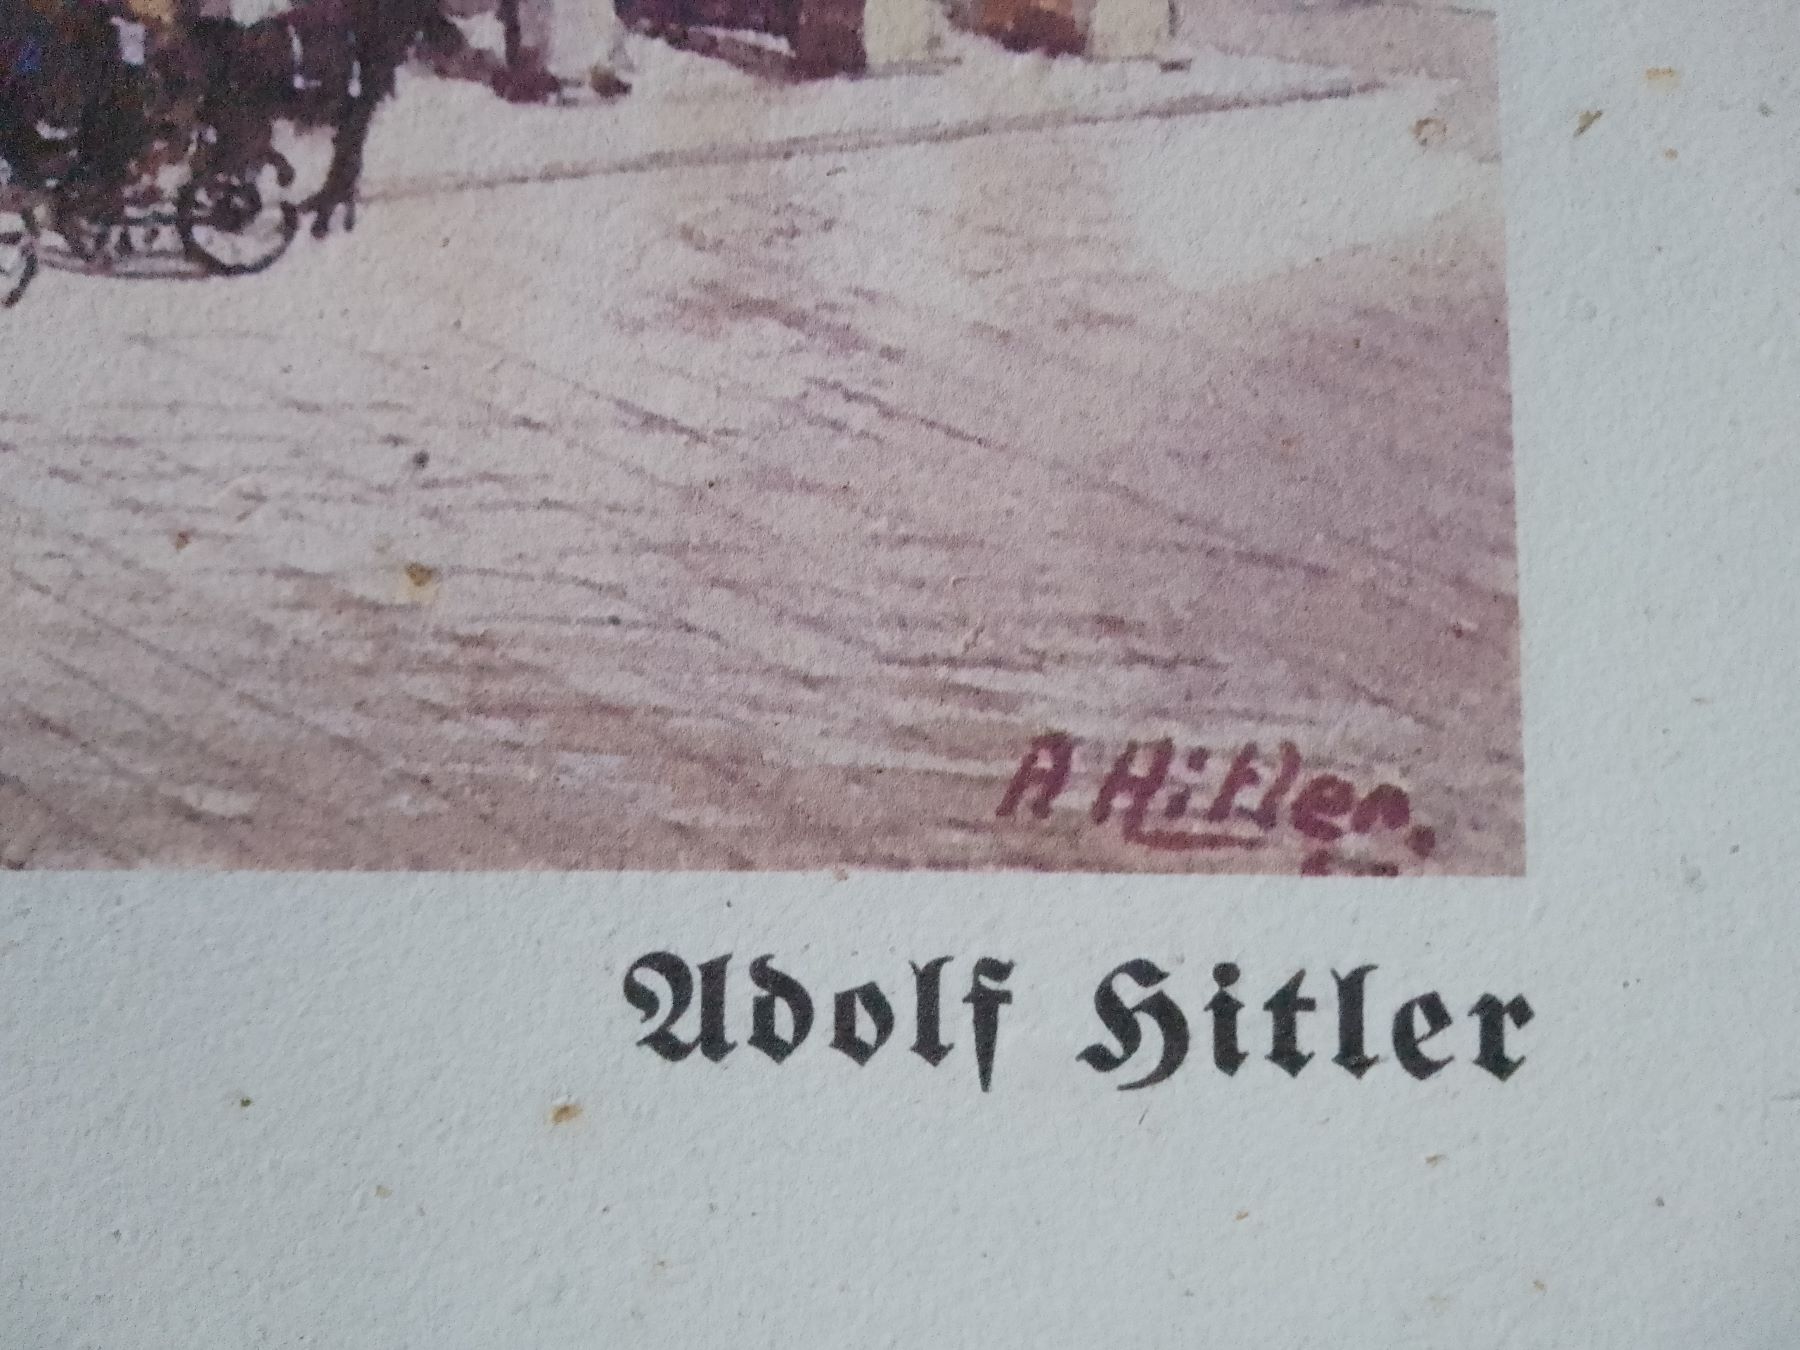 A Hitler.
Adolf Hitler